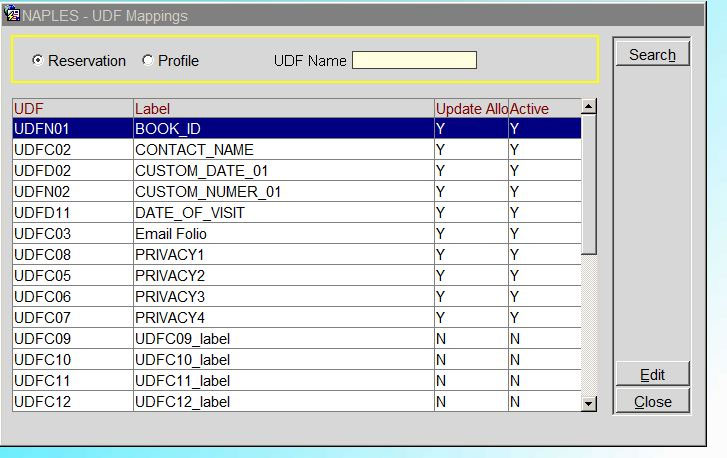 NAPLES - UDF Mappings
Reservation Profile UDF Name Search
UDF Label Update Allo Active
UDFN01 BOOK_ID Y Y
UDFC02 CONTACT_NAME Y Y
UDFD02 CUSTOM_DATE_01 Y Y
UDFN02 CUSTOM_NUMER_01 Y Y
UDFD11 DATE_OF_VISIT Y Y
UDFC03 Email Folio Y Y
UDFC08 PRIVACY1 Y Y
UDFC05 PRIVACY2 Y Y
UDFC06 PRIVACY3 Y Y
UDFC07 PRIVACY4 Y Y
UDFC09 UDFC09_label N N
UDFC10 UDFC10_label N N
Edit
UDFC11 UDFC11_label N N
UDFC12 UDFC12_label N N
Close